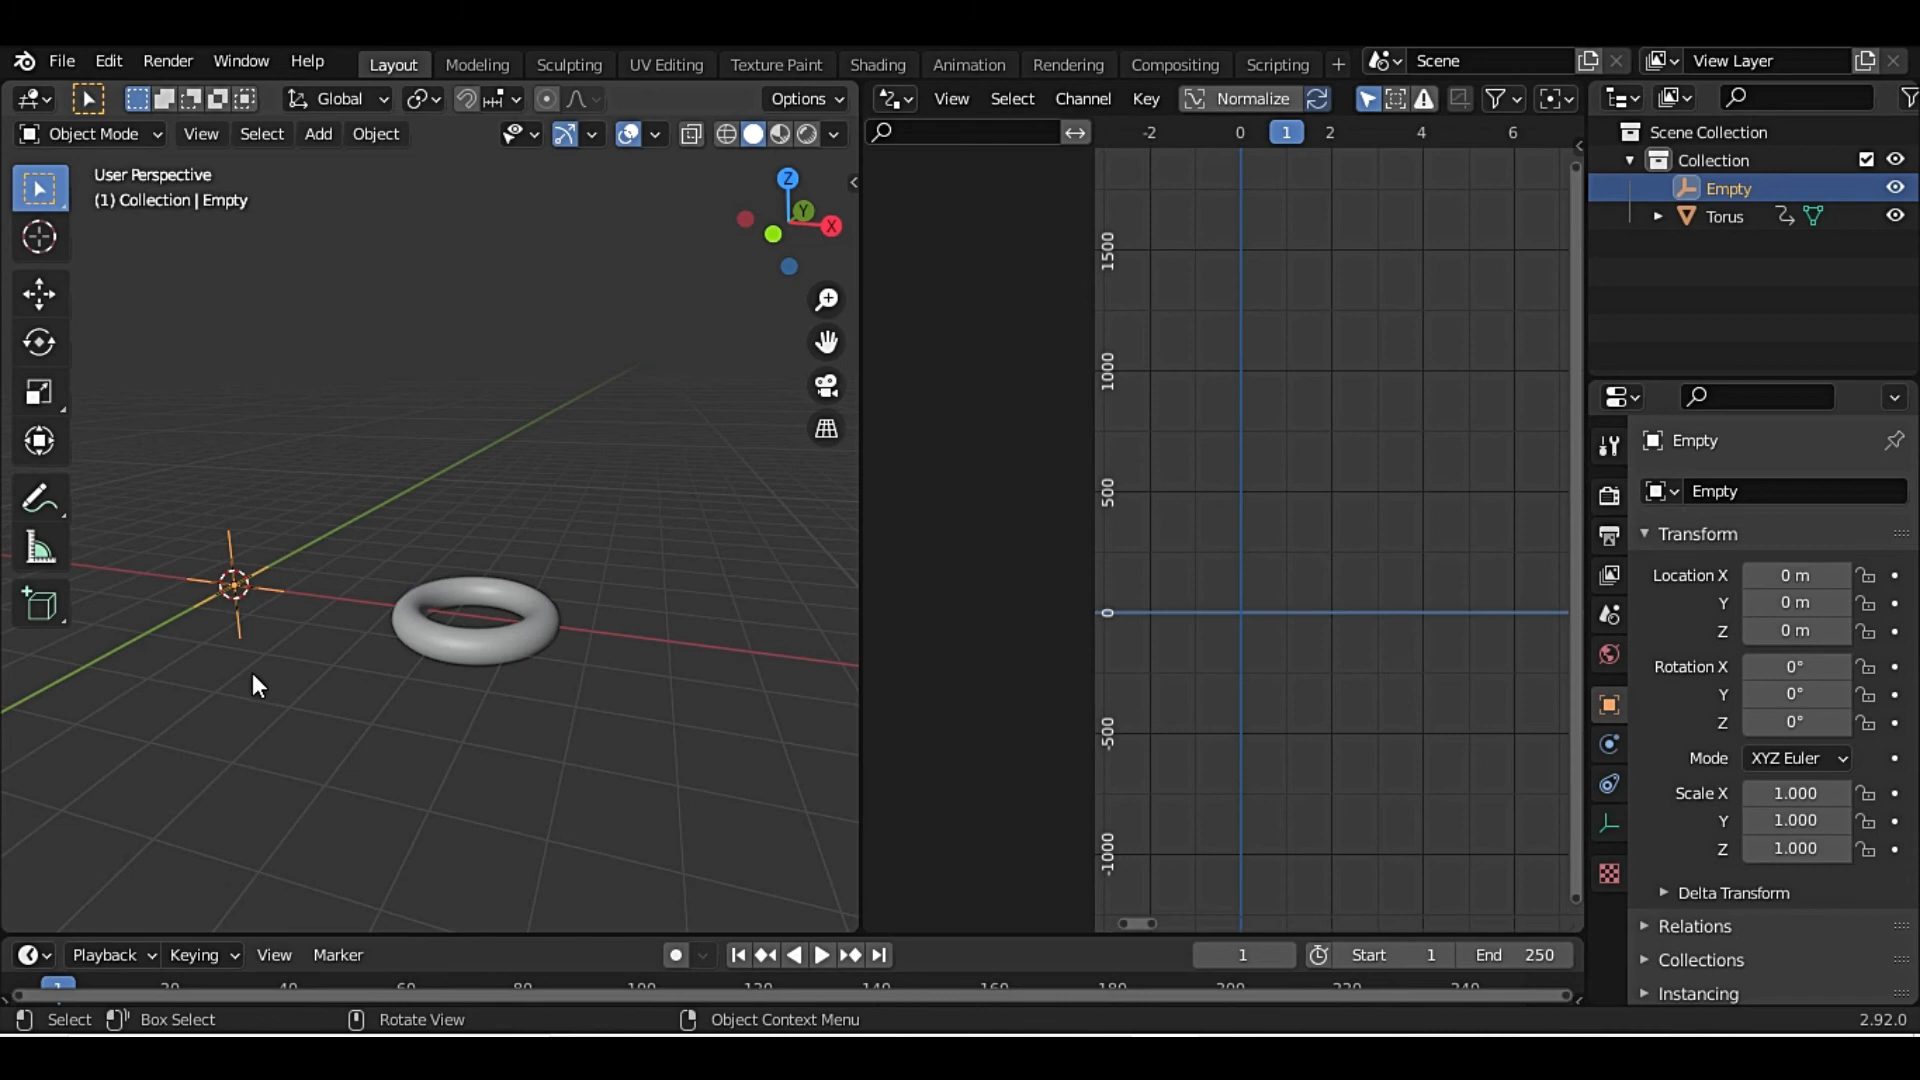 File Edit Render Window Help Layout Modeling Sculpting UV Editing Texture Paint Shading Animation Rendering Compositing Scripting + Scene View Layer
Global Options View Select Channel Key Normalize
Object Mode View Select Add Object
-2 0 1 2 4 6
User Perspective
(1) Collection | Empty
Z
Y
X
1500
1000
500
0
-500
-1000
Scene Collection
Collection
Empty
Torus
Empty
Empty
Transform
Location X 0 m
Y 0 m
Z 0 m
Rotation X 0°
Y 0°
Z 0°
Mode XYZ Euler
Scale X 1.000
Y 1.000
Z 1.000
Delta Transform
Relations
Collections
Instancing
Playback Keying View Marker 1 Start 1 End 250
1 20 40 60 80 100 120 140 160 180 200 220 240
Select Box Select Rotate View Object Context Menu 2.92.0